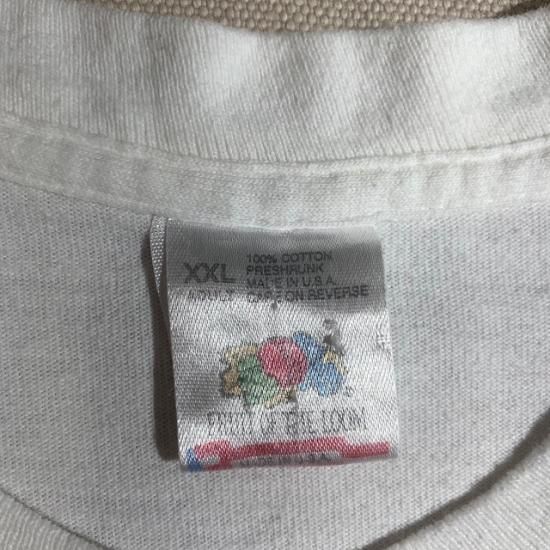 XXL
ADULT
100% COTTON
PRESHRUNK
MADE IN U.S.A.
CARE ON REVERSE
FRUIT OF THE LOOM